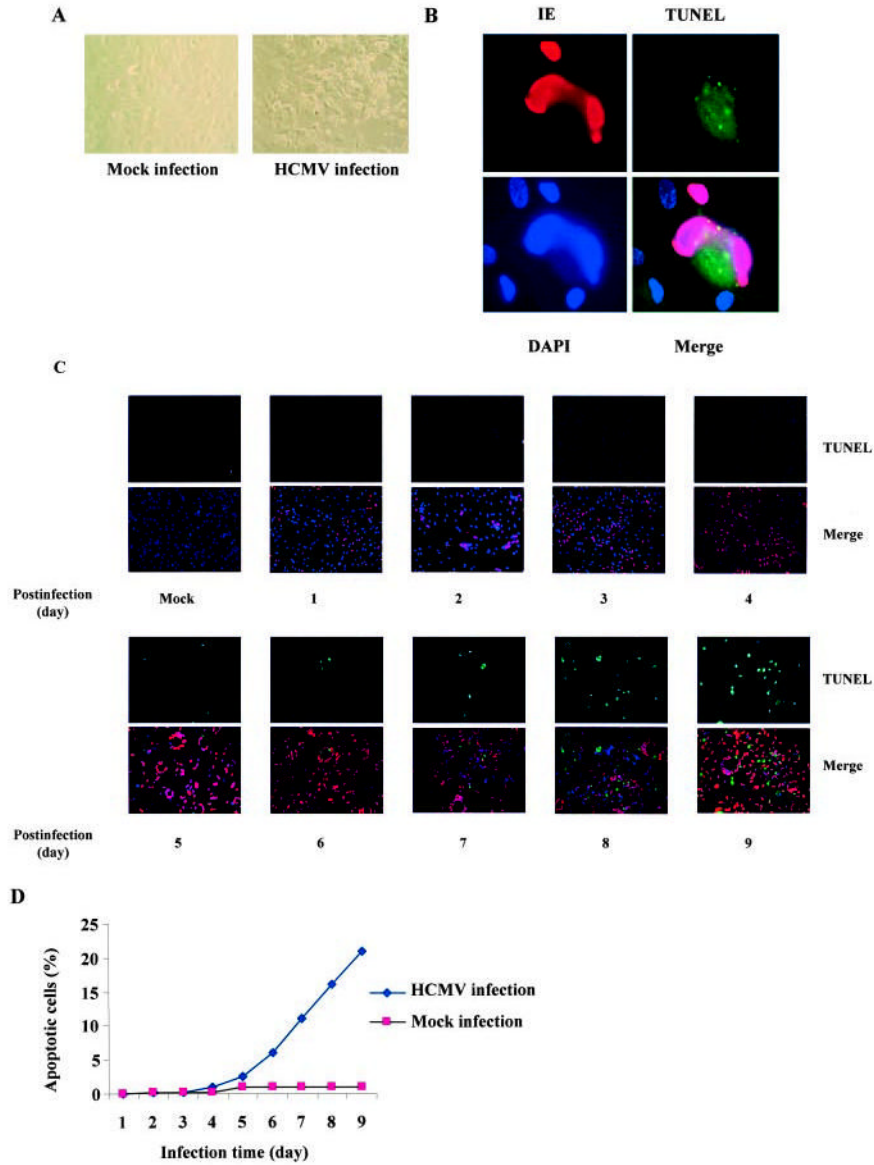 A
Mock infection HCMV infection
B
IE TUNEL
DAPI Merge
C
TUNEL
Merge
Postinfection (day) Mock 1 2 3 4
TUNEL
Merge
Postinfection (day) 5 6 7 8 9
D
Apoptotic cells (%)
25
20
15
10
5
0
HCMV infection
Mock infection
1 2 3 4 5 6 7 8 9
Infection time (day)